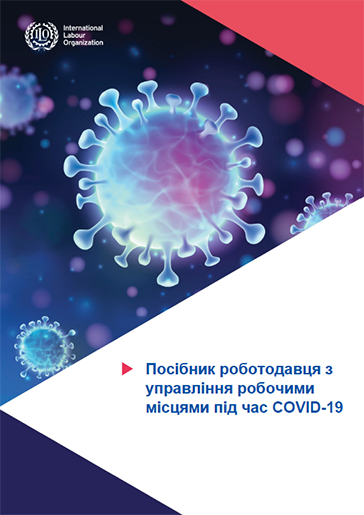 International
Labour
Organization
Посібник роботодавця з
управління робочими
місцями під час COVID-19